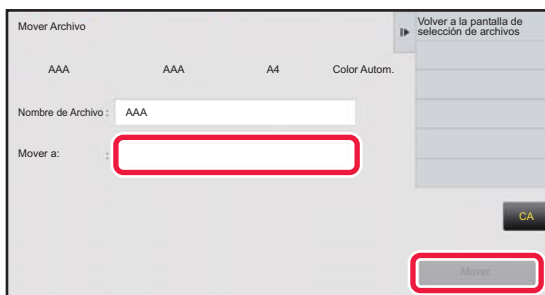 Mover Archivo
Volver a la pantalla de
selección de archivos
AAA AAA A4 Color Autom.
Nombre de Archivo : AAA
Mover a: :
CA
Mover